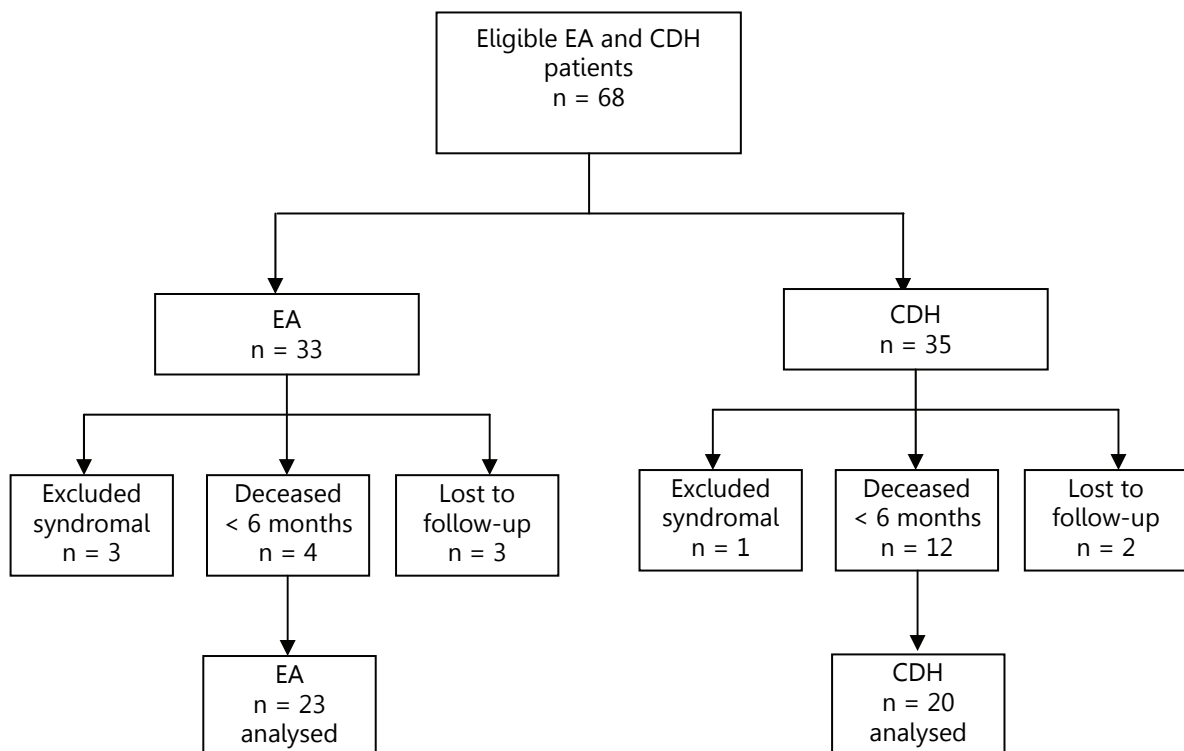 Eligible EA and CDH
patients
n = 68
EA
n = 33
CDH
n = 35
Excluded
syndromal
n = 3
Deceased
< 6 months
n = 4
Lost to
follow-up
n = 3
Excluded
syndromal
n = 1
Deceased
< 6 months
n = 12
Lost to
follow-up
n = 2
EA
n = 23
analysed
CDH
n = 20
analysed